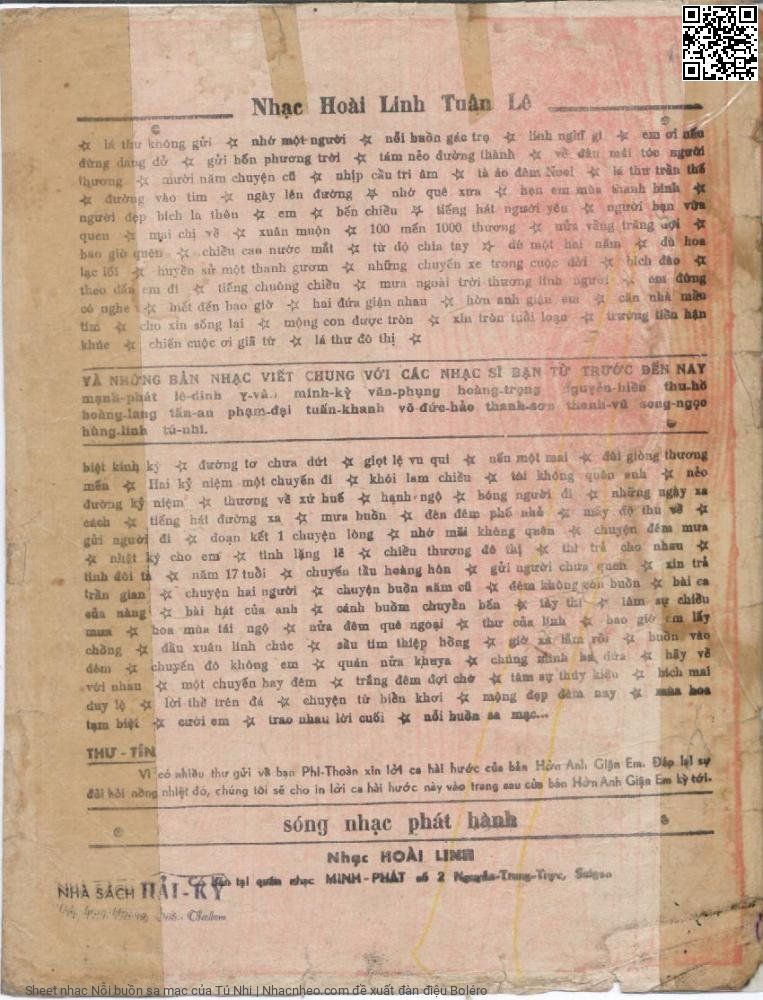 Nhạc Hoài Linh Tuấn Lê
☆ lá thư không gửi ☆ nhớ một người ☆ nỗi buồn gác trọ ☆ lính nghĩ gì ☆ em ơi nếu
đừng dang dở ☆ gửi bốn phương trời ☆ tám nẻo đường thành ☆ về đâu mái tóc người
thương ☆ mười năm chuyện cũ ☆ nhịp cầu tri âm ☆ tà áo đêm Noel ☆ lá thư trần thế
☆ đường vào tim ☆ ngày lên đường ☆ nhớ quê xưa ☆ hẹn em mùa thanh bình ☆
người đẹp bích la thôn ☆ em ☆ bến chiều ☆ tiếng hát người yêu ☆ người bạn vừa
quen ☆ mai chị về ☆ xuân muộn ☆ 100 mến 1000 thương ☆ nửa vầng trăng đợi ☆
bao giờ quên ☆ chiều cao nước mắt ☆ từ độ chia tay ☆ dě một hai năm ☆ dù hoa
lạc lối ☆ huyền sử một thanh gươm ☆ những chuyến xe trong cuộc đời ☆ bích đào ☆
theo dấu em đi ☆ tiếng chuông chiều ☆ mưa ngoài trời thương lính người ☆ em đừng
có nghe ☆ biết đến bao giờ ☆ hai đứa giận nhau ☆ hờn anh giận em ☆ căn nhà mầu
tím ☆ cho xin sống lại ☆ mộng con được tròn ☆ xin tròn tuổi loạn ☆ trường tiền hận
khúc ☆ chiến cuộc ơi giã từ ☆ lá thư đô thị ☆
VÀ NHỮNG BẢN NHẠC VIẾT CHUNG VỚI CÁC NHẠC SĨ BẠN TỪ TRƯỚC ĐẾN NAY
mạnh-phát lê-dinh y-vân minh-kỳ văn-phụng hoàng-trọng nguyễn-hiền thu-hồ
hoàng-lang tấn-an phạm-đại tuấn-khanh võ-đức-hảo thanh-sơn thanh-vũ song-ngọc
hùng-linh tú-nhi.
biệt kinh kỳ ☆ đường tơ chưa dứt ☆ giọt lệ vu qui ☆ nếu một mai ☆ đôi giòng thương
mến ☆ Hai kỷ niệm một chuyến đi ☆ khói lam chiều ☆ tôi không quên anh ☆ nẻo
đường kỷ niệm ☆ thương về xứ huế ☆ hạnh ngộ ☆ bóng người đi ☆ những ngày xa
cách ☆ tiếng hát đường xa ☆ mưa buồn ☆ đèn đêm phố nhỏ ☆ mấy độ thu về ☆
gửi người đi ☆ đoạn kết 1 chuyện lòng ☆ nhớ mãi không quên ☆ chuyện đêm mưa
☆ nhật ký cho em ☆ tình lặng lẽ ☆ chiều thương đô thị ☆ thì trả cho nhau ☆
tình đôi ta ☆ năm 17 tuổi ☆ chuyến tầu hoàng hôn ☆ gửi người chưa quen ☆ xin trả
trần gian ☆ chuyện hai người ☆ chuyện buồn năm cũ ☆ đêm không còn buồn ☆ bài ca
của nàng ☆ bài hát của anh ☆ cánh buồm chuyển bến ☆ tây thi ☆ tâm sự chiều
mưa ☆ hoa mùa tái ngộ ☆ nửa đêm quê ngoại ☆ thư của lính ☆ bao giờ em lấy
chồng ☆ đầu xuân lính chúc ☆ sầu tím thiệp hồng ☆ giờ xa lắm rồi ☆ buồn vào
đêm ☆ chuyến đò không em ☆ quán nửa khuya ☆ chúng mình ba đứa ☆ hãy về
với nhau ☆ một chuyến bay đêm ☆ trắng đêm đợi chờ ☆ tâm sự thúy kiều ☆ bích mai
duy lệ ☆ lời thề trên đá ☆ chuyện từ biển khơi ☆ mộng đẹp đêm nay ☆ mùa hoa
tạm biệt ☆ cưới em ☆ trao nhau lời cuối ☆ nỗi buồn sa mạc...
THƯ - TÍN
Vì có nhiều thư gửi về bạn Phi-Thoàn xin lời ca hài hước của bản Hờn Anh Giận Em. Đáp lại sự
đòi hỏi nồng nhiệt đó, chúng tôi sẽ cho in lời ca hài hước này vào trang sau của bản Hờn Anh Giận Em kỳ tới.
sóng nhạc phát hành
Nhạc HOÀI LINH
Có bán tại quán nhạc MINH-PHÁT số 2 Nguyễn-Trung-Trực, Saigon
NHÀ SÁCH HẢI-KÝ
Cholon
Sheet nhạc Nỗi buồn sa mạc của Tú Nhi | Nhacnheo.com đề xuất đàn điệu Boléro